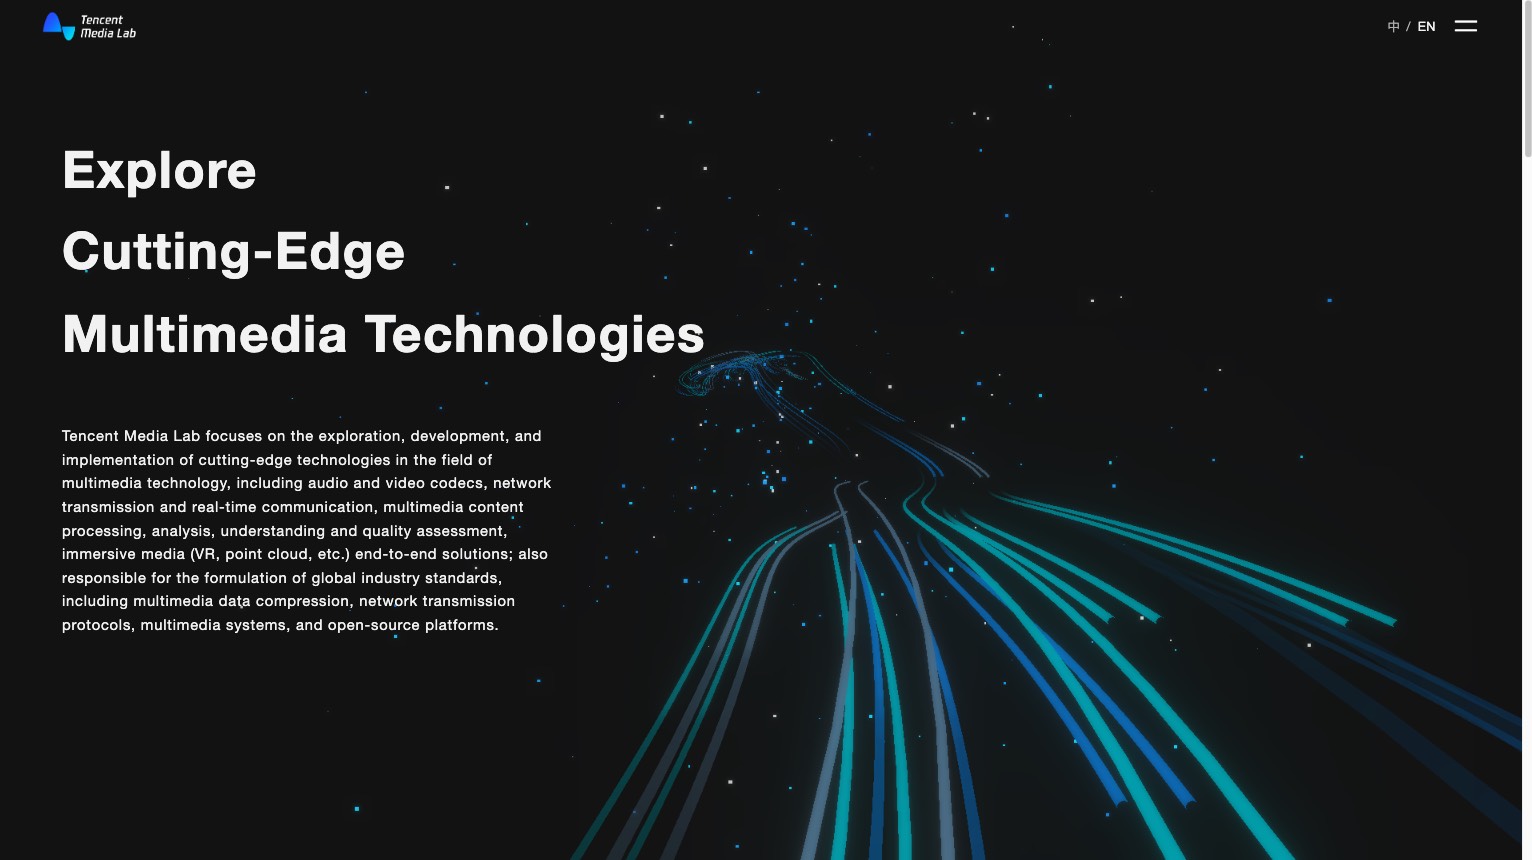 Tencent
Media Lab
中 / EN
Explore
Cutting-Edge
Multimedia Technologies
Tencent Media Lab focuses on the exploration, development, and
implementation of cutting-edge technologies in the field of
multimedia technology, including audio and video codecs, network
transmission and real-time communication, multimedia content
processing, analysis, understanding and quality assessment,
immersive media (VR, point cloud, etc.) end-to-end solutions; also
responsible for the formulation of global industry standards,
including multimedia data compression, network transmission
protocols, multimedia systems, and open-source platforms.